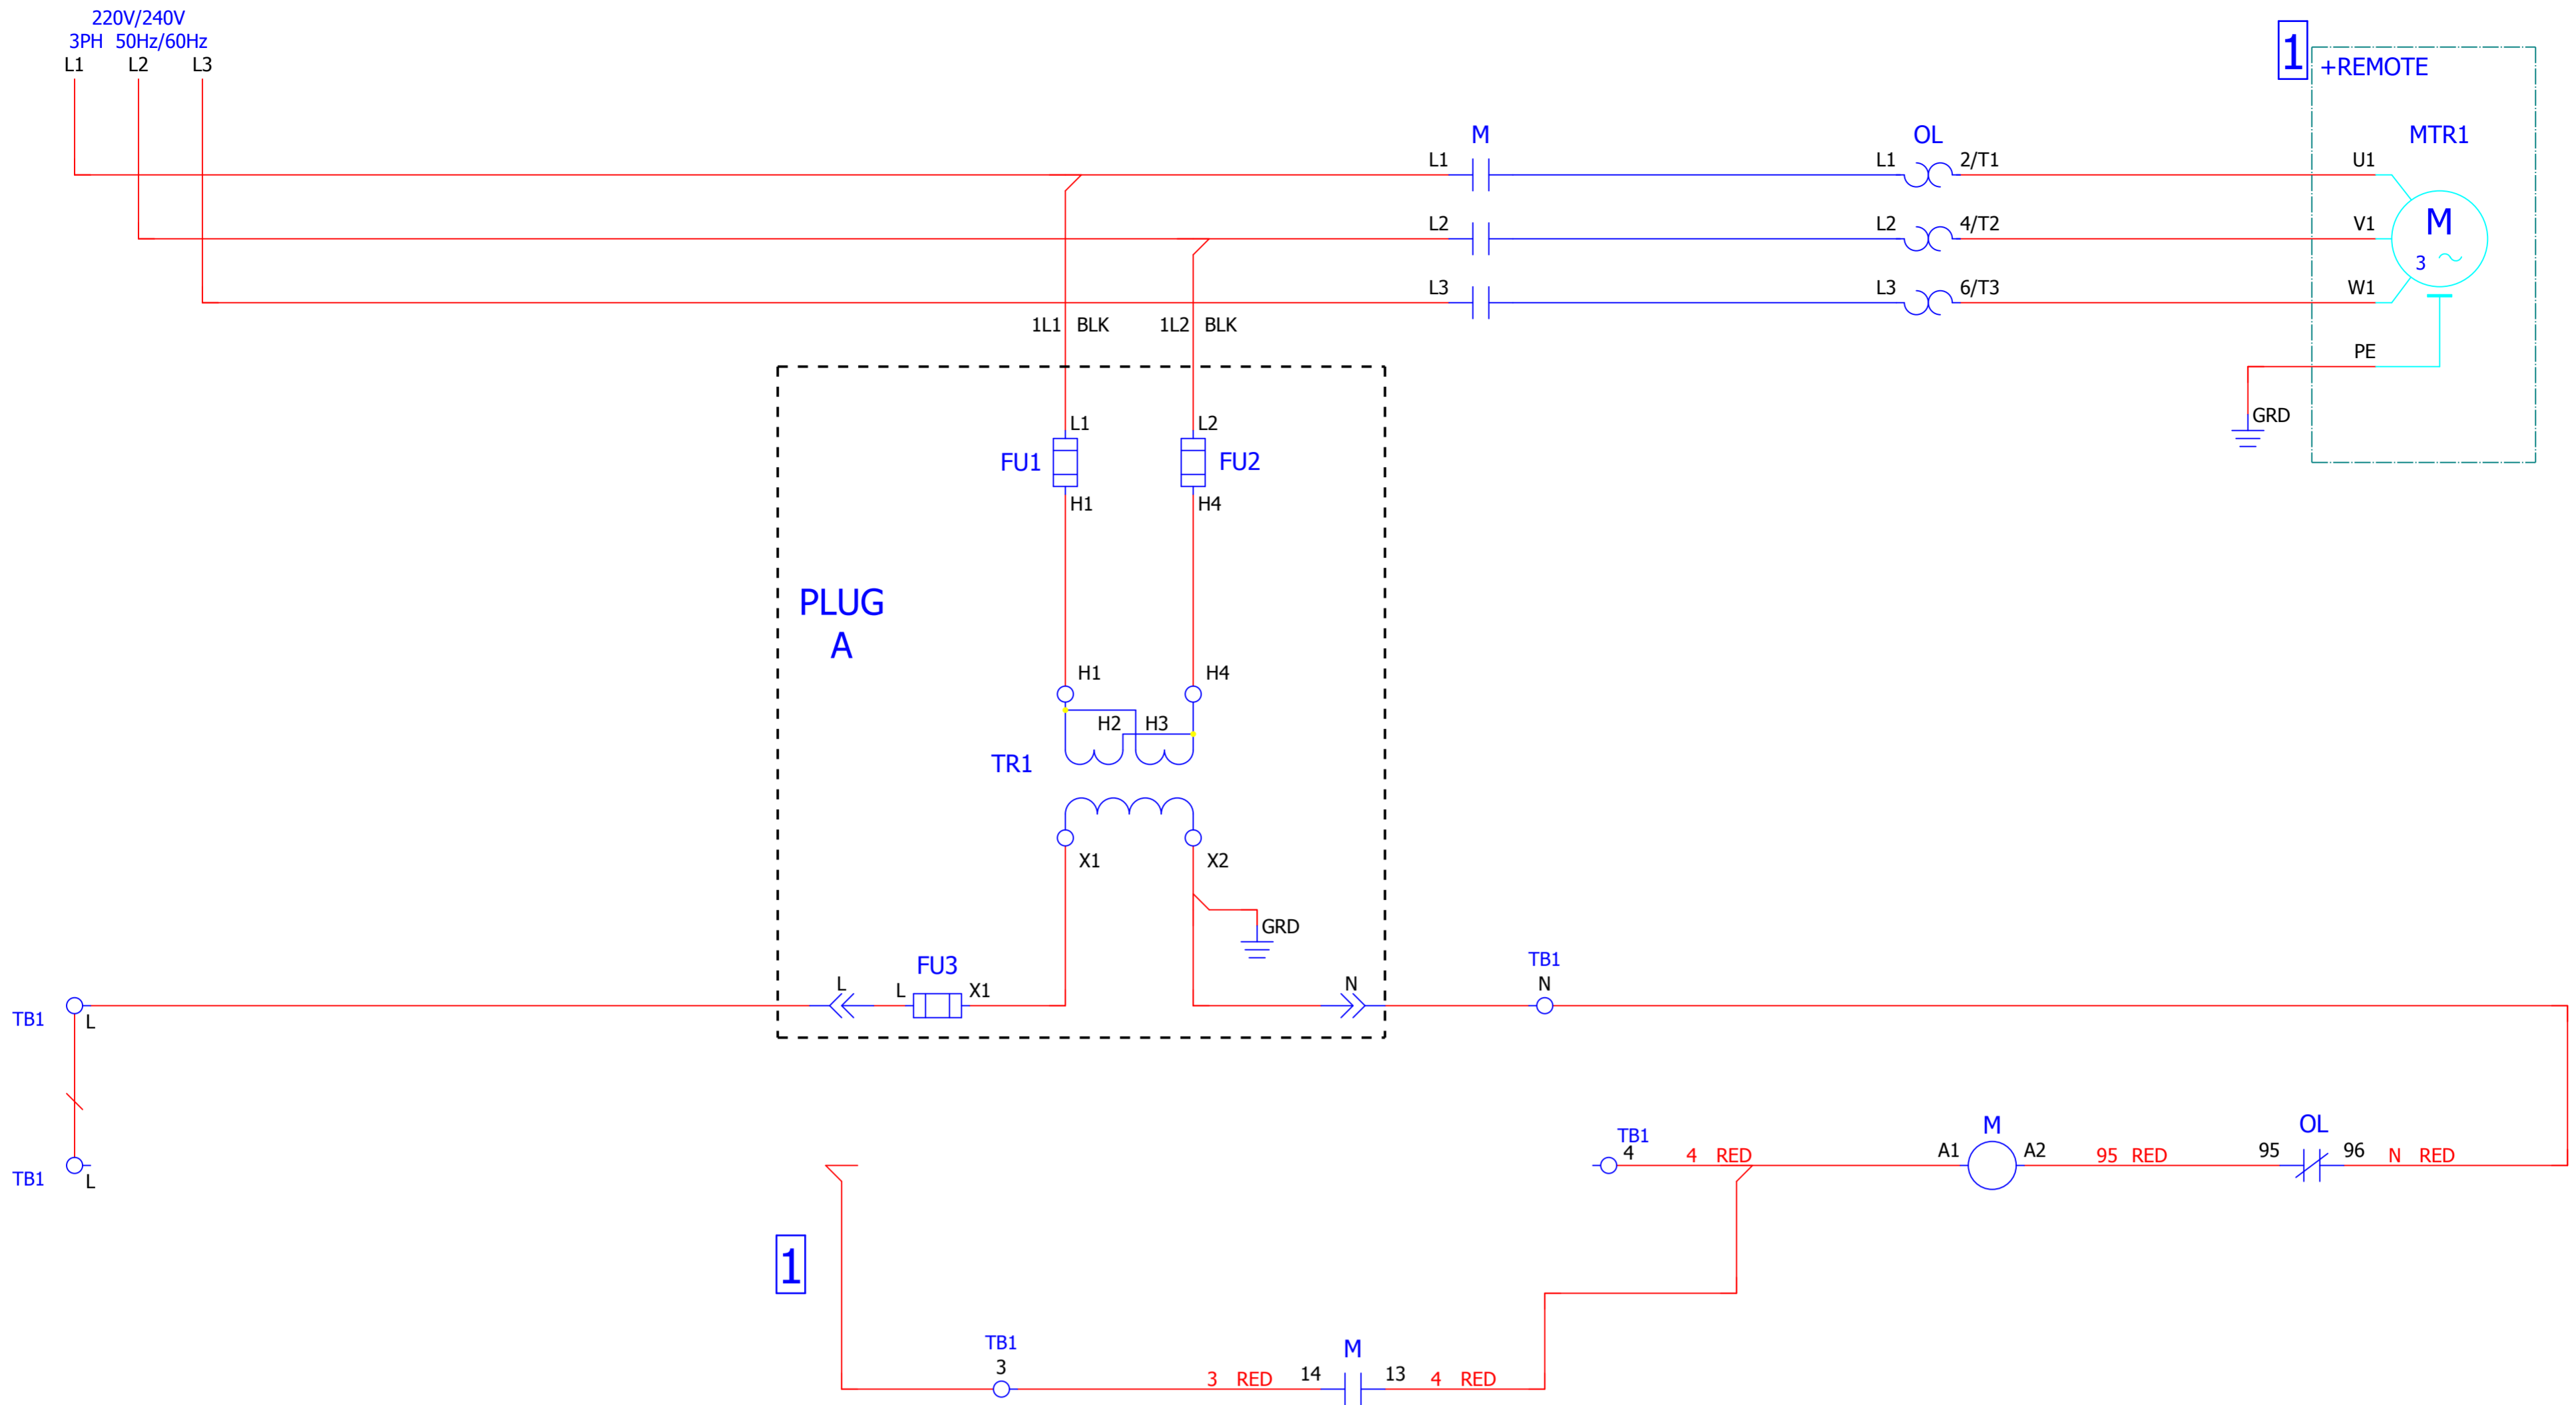 220V/240V
3PH 50Hz/60Hz
L1 L2 L3
1
+REMOTE
M OL MTR1
L1 L1 2/T1 U1
L2 L2 4/T2 V1
M
3
L3 L3 6/T3 W1
1L1 BLK 1L2 BLK
PE
GRD
L1 L2
FU1 FU2
H1 H4
PLUG
A
H1 H4
H2 H3
TR1
X1 X2
GRD
FU3
L L X1 N
TB1
N
TB1 L
TB1
4 4 RED
M
A1 A2
95 RED
OL
95 96
N RED
TB1 L
1
TB1
3
3 RED
M
14 13
4 RED